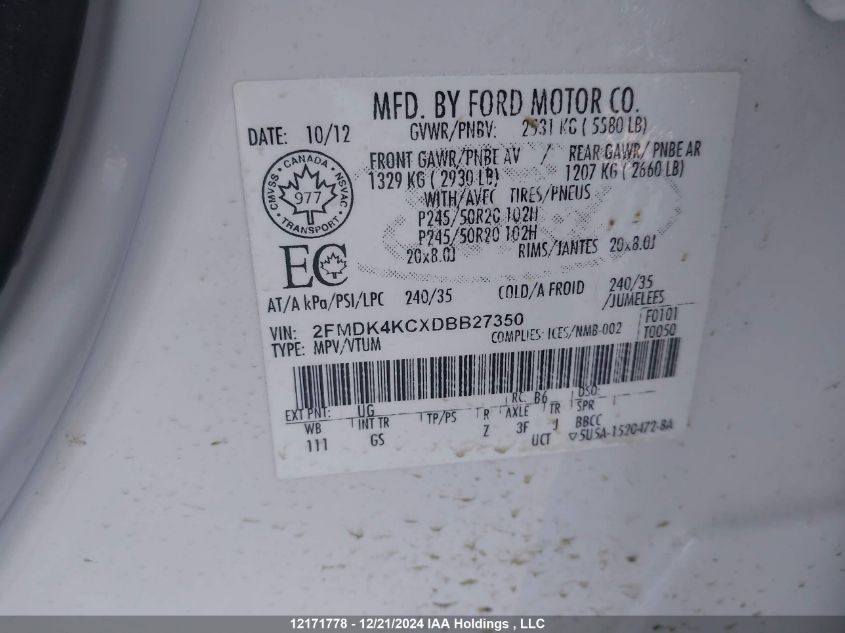 MFD. BY FORD MOTOR CO.
DATE: 10/12 GVWR/PNBV: 2531 KG ( 5580 LB)
FRONT GAWR/PNBE AV / REAR GAWR/ PNBE AR
1329 KG ( 2930 LB) 1207 KG ( 2660 LB)
WITH/AVEC TIRES/PNEUS
P245/50R20 102H
P245/50R20 102H
20x8.0J RIMS/JANTES 20x8.0J
CMVSS - CANADA - NSVAC
977
TRANSPORT
EC
AT/A kPa/PSI/LPC 240/35 COLD/A FROID 240/35
/JUMELEES
VIN: 2FMDK4KCXDBB27350 F0101
TYPE: MPV/VTUM COMPLIES: ICES/NMB-002 T0050
RC: B6 DSO:
EXT PNT: UG
WB INT TR TP/PS R AXLE TR SPR
111 GS Z 3F J BBCC
UCT ▽5U5A-1520472-BA
12171778 - 12/21/2024 IAA Holdings , LLC